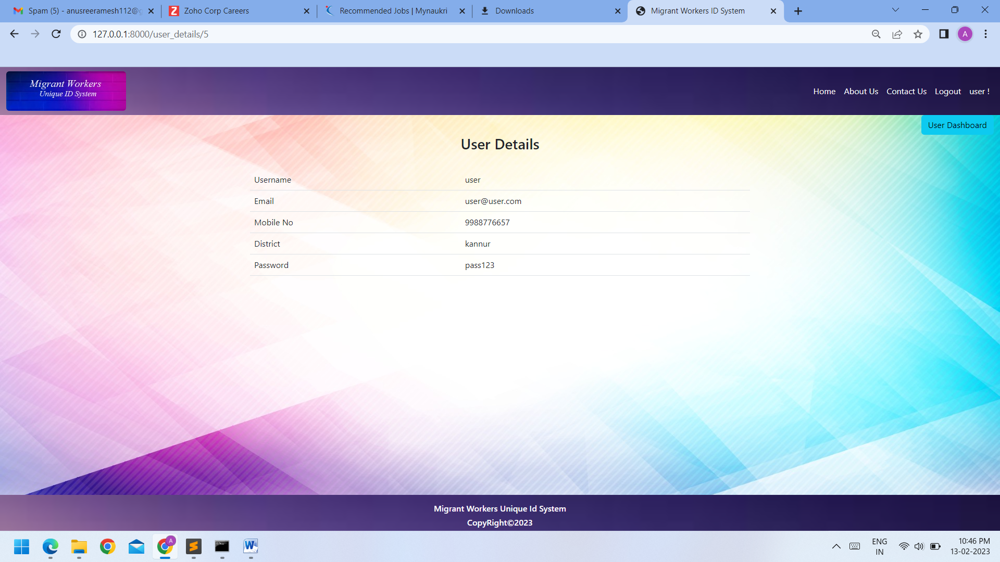 Spam (5) - anusreeramesh112@g
Zoho Corp Careers
Recommended Jobs | Mynaukri
Downloads
Migrant Workers ID System
127.0.0.1:8000/user_details/5
A
Migrant Workers
Unique ID System
Home About Us Contact Us Logout user !
User Dashboard
User Details
Username user
Email user@user.com
Mobile No 9988776657
District kannur
Password pass123
Migrant Workers Unique Id System
CopyRight©2023
A
ENG
IN
10:46 PM
13-02-2023